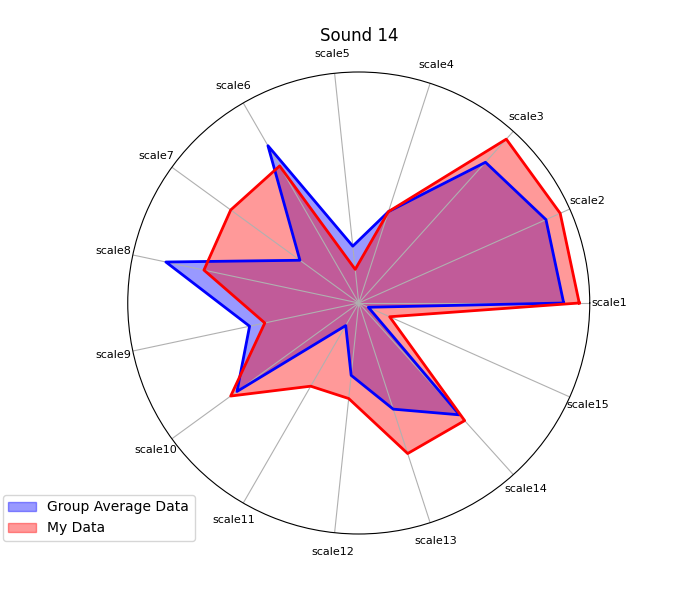 Sound 14
scale5
scale4
scale6
scale3
scale7
scale2
scale8
scale1
scale9
scale15
scale10
scale14
scale11
scale13
scale12
Group Average Data
My Data